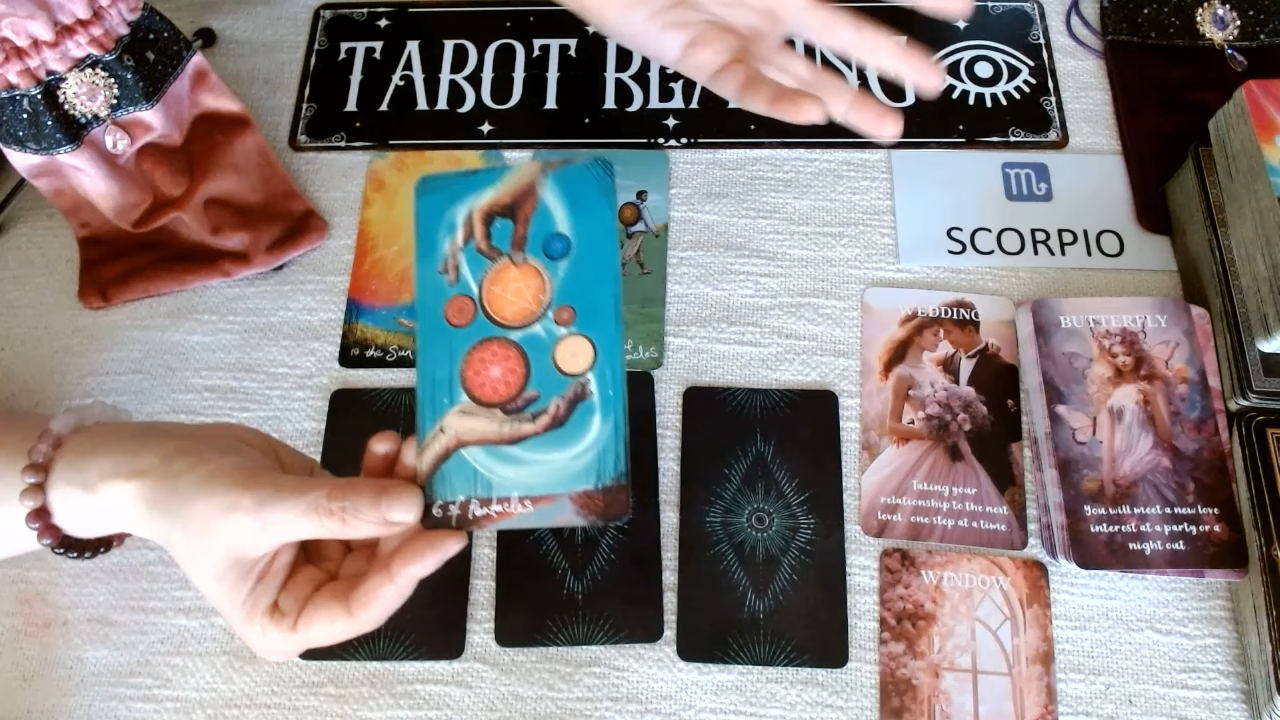 TAROT READING
♏
SCORPIO
19 the Sun
6 of Pentacles
WEDDING
Taking your
relationship to the next
level, one step at a time.
BUTTERFLY
You will meet a new love
interest at a party or a
night out.
WINDOW